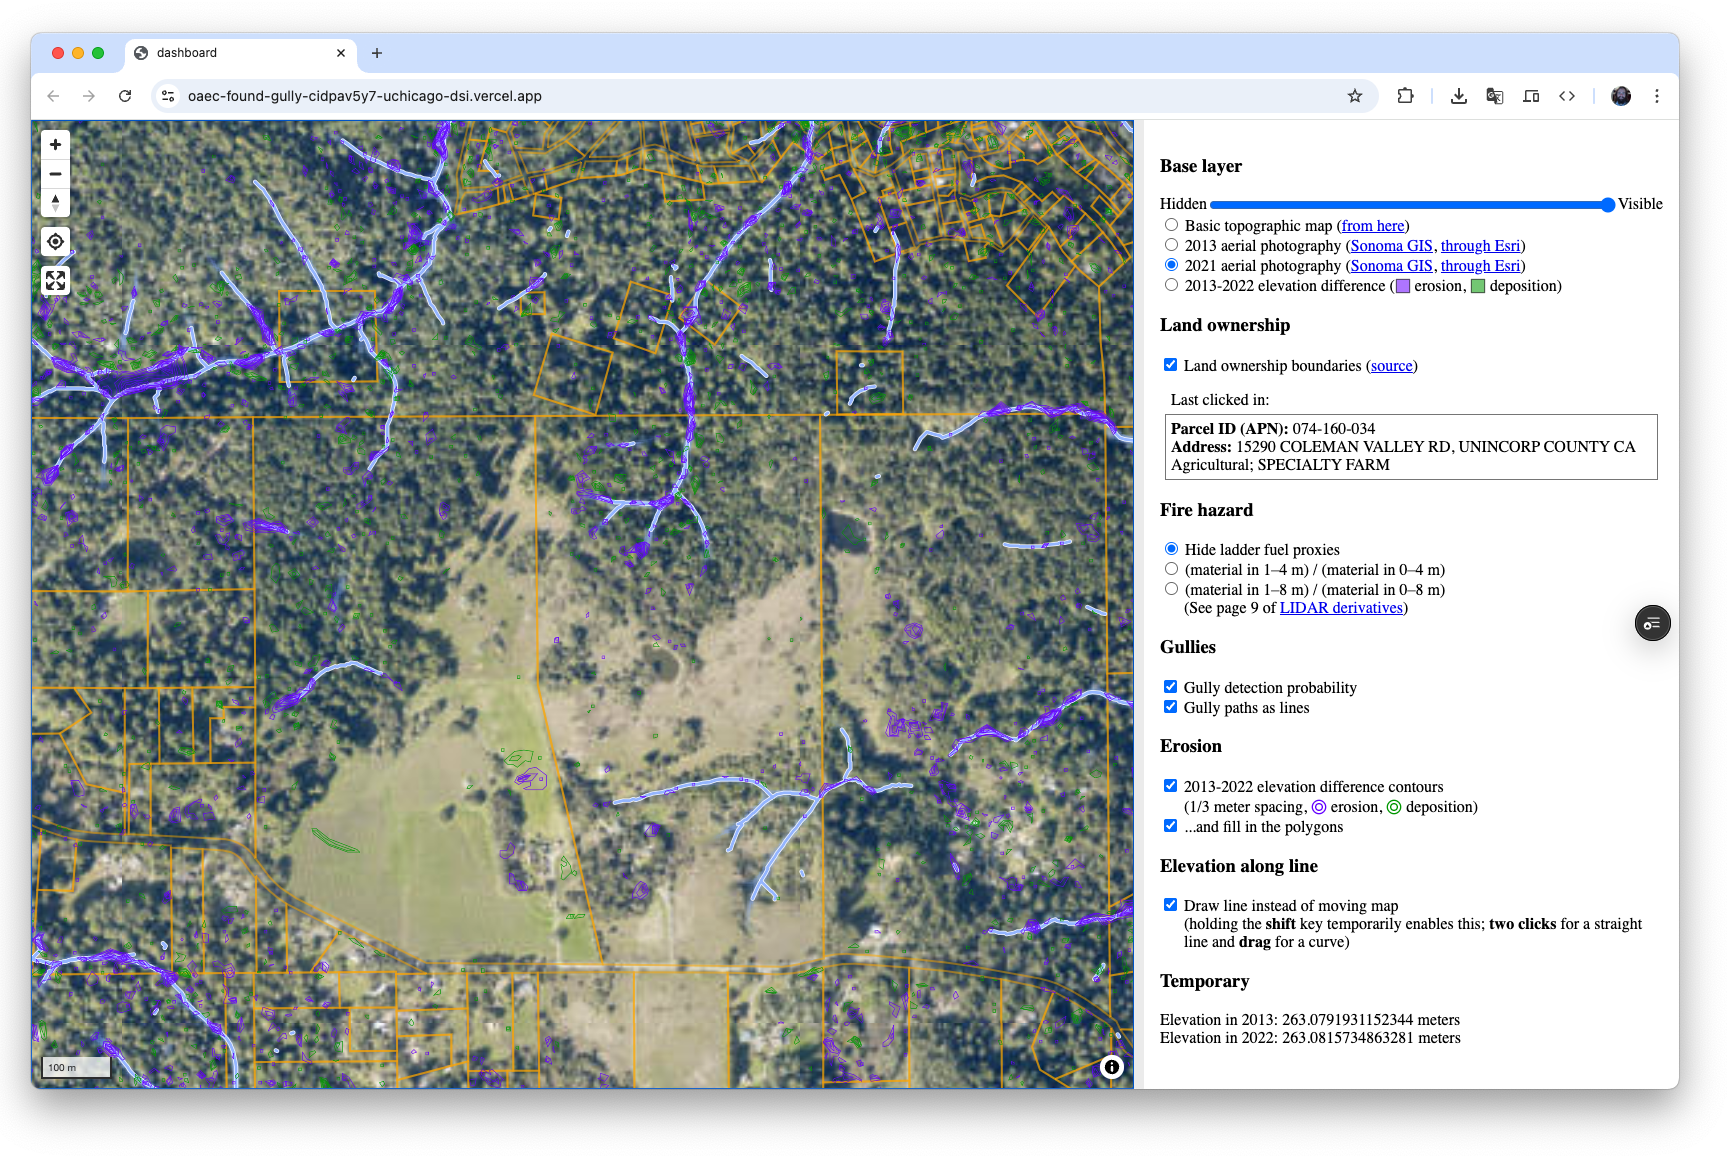 dashboard
oaec-found-gully-cidpav5y7-uchicago-dsi.vercel.app
Base layer
Hidden Visible
Basic topographic map (from here)
2013 aerial photography (Sonoma GIS, through Esri)
2021 aerial photography (Sonoma GIS, through Esri)
2013-2022 elevation difference ( erosion, deposition)
Land ownership
Land ownership boundaries (source)
Last clicked in:
Parcel ID (APN): 074-160-034
Address: 15290 COLEMAN VALLEY RD, UNINCORP COUNTY CA
Agricultural; SPECIALTY FARM
Fire hazard
Hide ladder fuel proxies
(material in 1–4 m) / (material in 0–4 m)
(material in 1–8 m) / (material in 0–8 m)
(See page 9 of LIDAR derivatives)
Gullies
Gully detection probability
Gully paths as lines
Erosion
2013-2022 elevation difference contours
(1/3 meter spacing, erosion, deposition)
...and fill in the polygons
Elevation along line
Draw line instead of moving map
(holding the shift key temporarily enables this; two clicks for a straight
line and drag for a curve)
Temporary
Elevation in 2013: 263.0791931152344 meters
Elevation in 2022: 263.0815734863281 meters
100 m